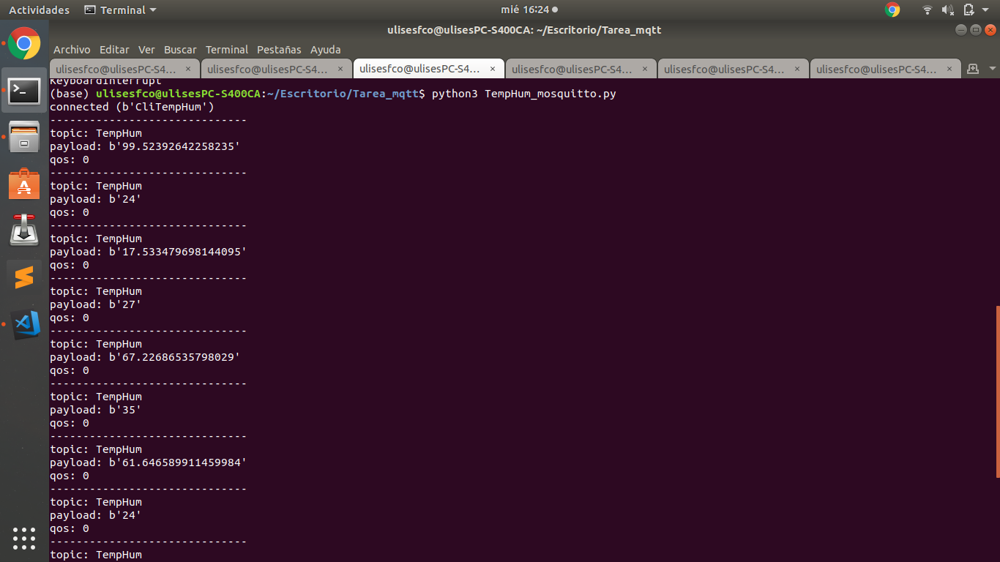 Actividades Terminal mié 16:24
ulisesfco@ulisesPC-S400CA: ~/Escritorio/Tarea_mqtt
Archivo Editar Ver Buscar Terminal Pestañas Ayuda
ulisesfco@ulisesPC-S4... × ulisesfco@ulisesPC-S4... × ulisesfco@ulisesPC-S4... × ulisesfco@ulisesPC-S4... × ulisesfco@ulisesPC-S4... × ulisesfco@ulisesPC-S4... ×
KeyboardInterrupt
(base) ulisesfco@ulisesPC-S400CA:~/Escritorio/Tarea_mqtt$ python3 TempHum_mosquitto.py
connected (b'CliTempHum')
------------------------------
topic: TempHum
payload: b'99.52392642258235'
qos: 0
------------------------------
topic: TempHum
payload: b'24'
qos: 0
------------------------------
topic: TempHum
payload: b'17.533479698144095'
qos: 0
------------------------------
topic: TempHum
payload: b'27'
qos: 0
------------------------------
topic: TempHum
payload: b'67.22686535798029'
qos: 0
------------------------------
topic: TempHum
payload: b'35'
qos: 0
------------------------------
topic: TempHum
payload: b'61.646589911459984'
qos: 0
------------------------------
topic: TempHum
payload: b'24'
qos: 0
------------------------------
topic: TempHum